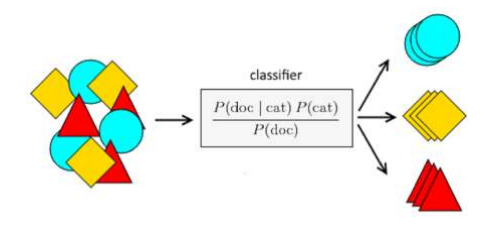 classifier
P(doc | cat) P(cat)
P(doc)